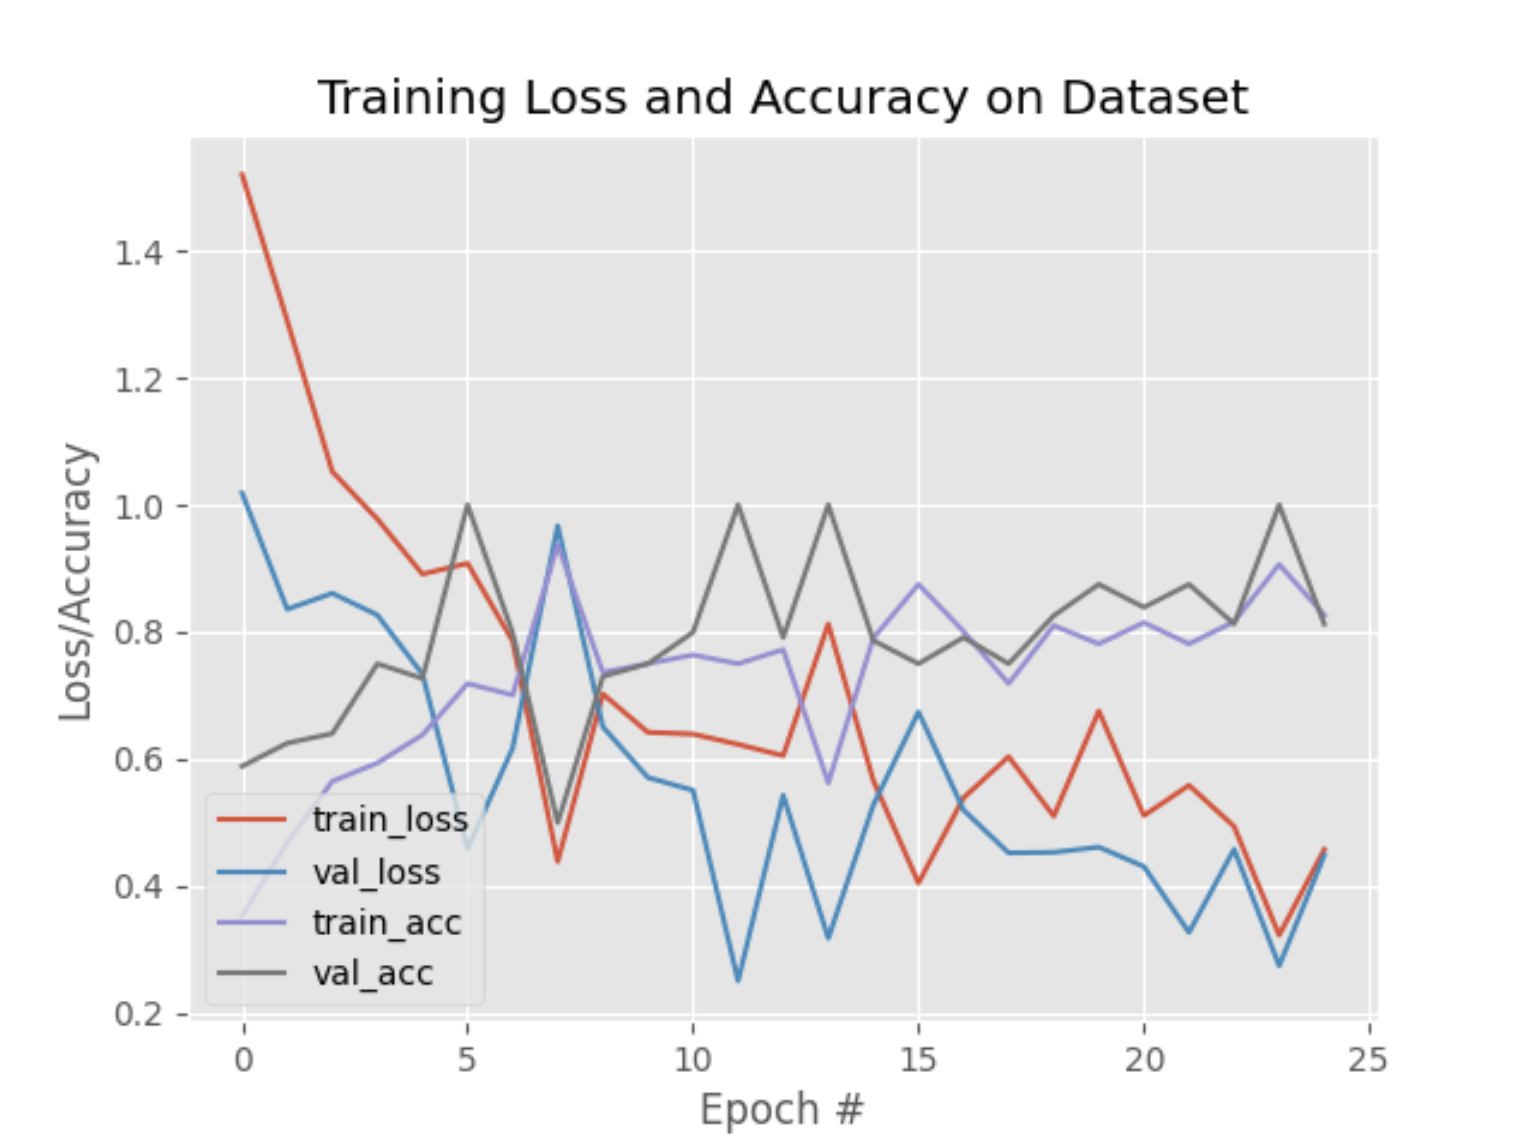 Training Loss and Accuracy on Dataset
1.4
1.2
1.0
0.8
0.6
0.4
0.2
Loss/Accuracy
train_loss
val_loss
train_acc
val_acc
0 5 10 15 20 25
Epoch #